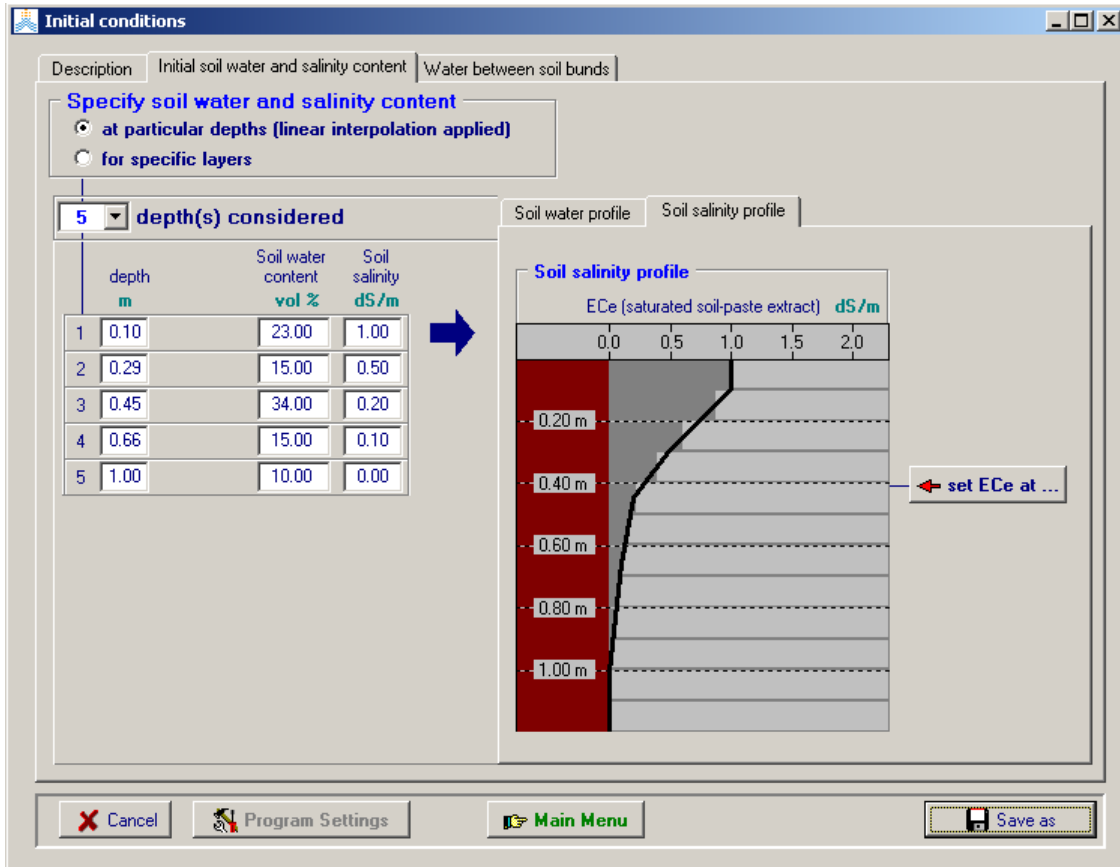 Initial conditions
Description Initial soil water and salinity content Water between soil bunds
Specify soil water and salinity content
at particular depths (linear interpolation applied)
for specific layers
5 depth(s) considered
Soil water profile Soil salinity profile
depth Soil water content Soil salinity
m vol % dS/m
1 0.10 23.00 1.00
2 0.29 15.00 0.50
3 0.45 34.00 0.20
4 0.66 15.00 0.10
5 1.00 10.00 0.00
Soil salinity profile
ECe (saturated soil-paste extract) dS/m
0.0 0.5 1.0 1.5 2.0
0.20 m
0.40 m
0.60 m
0.80 m
1.00 m
set ECe at ...
Cancel Program Settings Main Menu Save as